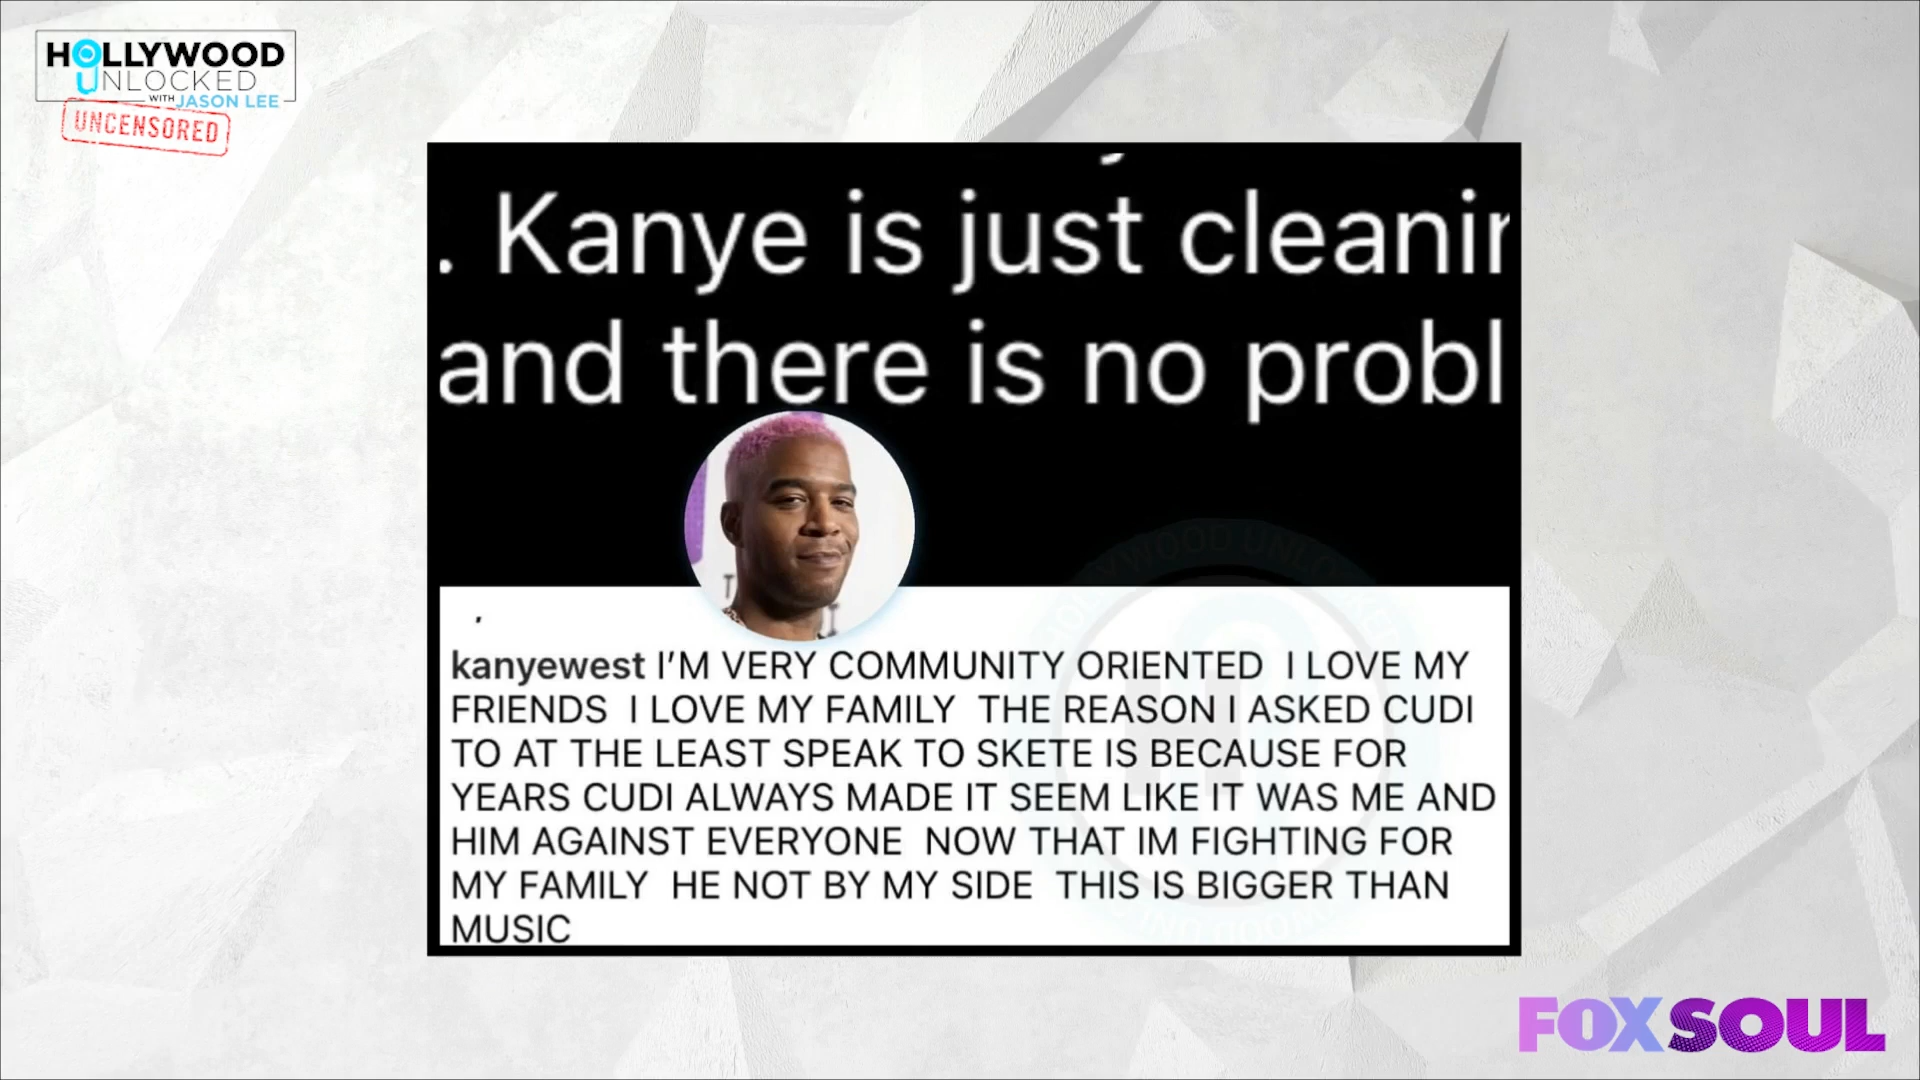 HOLLYWOOD
UNLOCKED
WITH JASON LEE
UNCENSORED
. Kanye is just cleanin
and there is no probl
kanyewest I'M VERY COMMUNITY ORIENTED I LOVE MY
FRIENDS I LOVE MY FAMILY THE REASON I ASKED CUDI
TO AT THE LEAST SPEAK TO SKETE IS BECAUSE FOR
YEARS CUDI ALWAYS MADE IT SEEM LIKE IT WAS ME AND
HIM AGAINST EVERYONE NOW THAT IM FIGHTING FOR
MY FAMILY HE NOT BY MY SIDE THIS IS BIGGER THAN
MUSIC
FOX SOUL